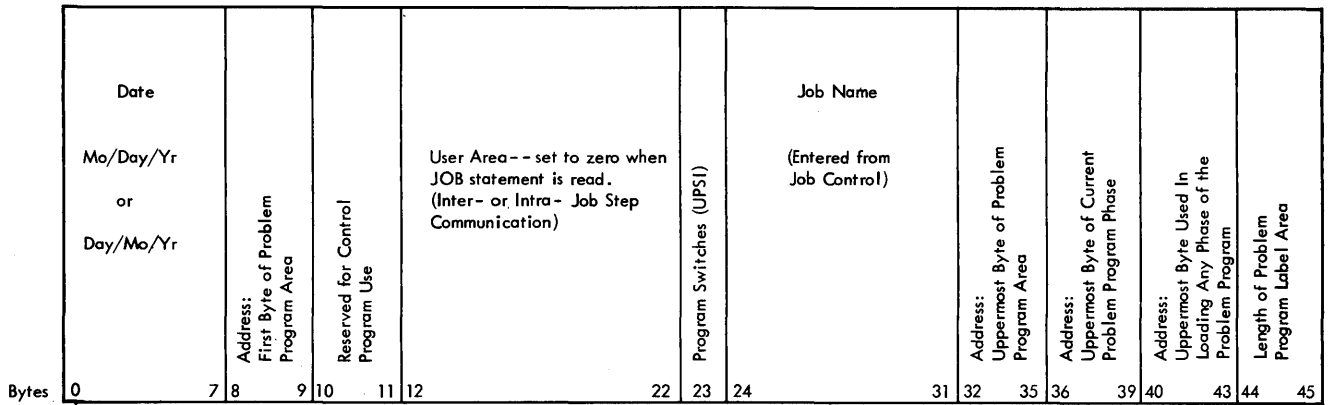 Date
Mo/Day/Yr
or
Day/Mo/Yr
Address:
First Byte of Problem
Program Area
Reserved for Control
Program Use
User Area-- set to zero when
JOB statement is read.
(Inter- or Intra- Job Step
Communication)
Program Switches (UPSI)
Job Name
(Entered from
Job Control)
Address:
Uppermost Byte of Problem
Program Area
Address:
Uppermost Byte of Current
Problem Program Phase
Address:
Uppermost Byte Used In
Loading Any Phase of the
Problem Program
Length of Problem
Program Label Area
Bytes 0 7 8 9 10 11 12 22 23 24 31 32 35 36 39 40 43 44 45